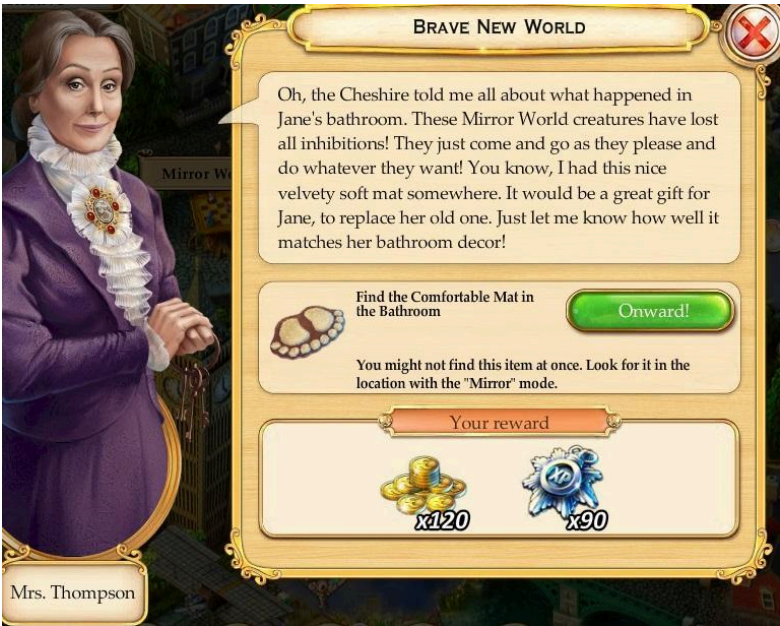 BRAVE NEW WORLD
Oh, the Cheshire told me all about what happened in
Jane's bathroom. These Mirror World creatures have lost
all inhibitions! They just come and go as they please and
do whatever they want! You know, I had this nice
velvety soft mat somewhere. It would be a great gift for
Jane, to replace her old one. Just let me know how well it
matches her bathroom decor!
Mirror Wo
Find the Comfortable Mat in
the Bathroom
Onward!
You might not find this item at once. Look for it in the
location with the "Mirror" mode.
Your reward
x120
XP
x90
Mrs. Thompson